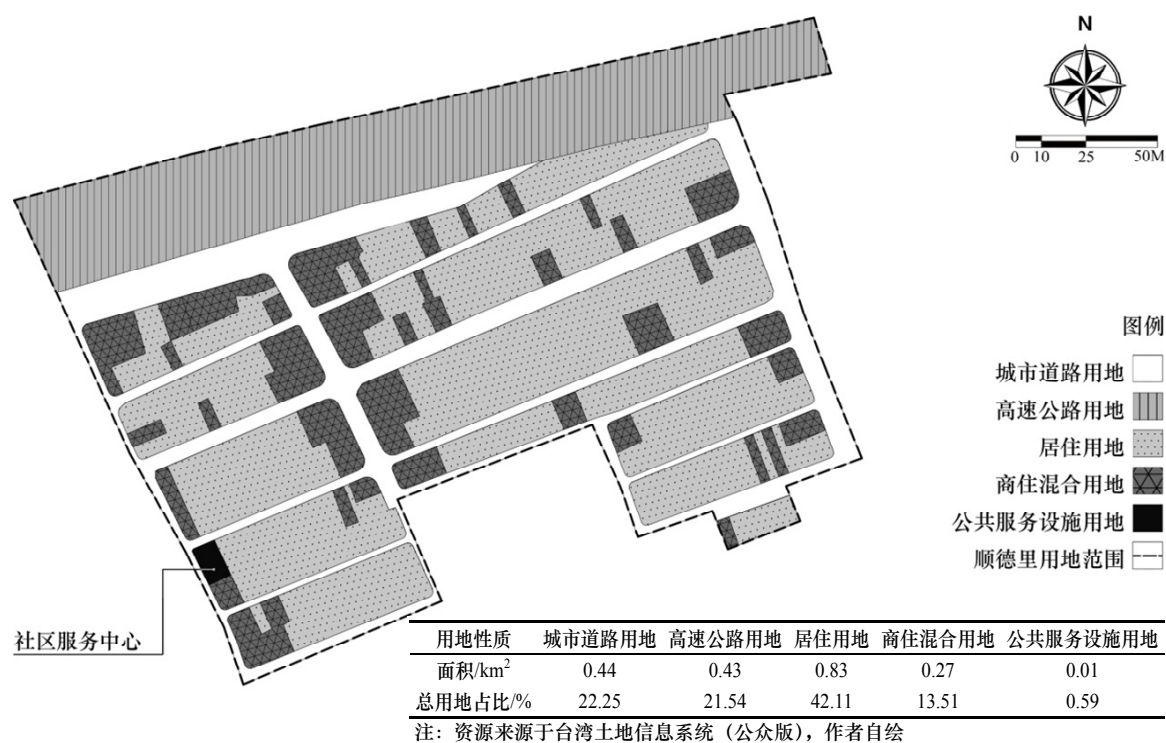 N
0 10 25 50M
图例
城市道路用地
高速公路用地
居住用地
商住混合用地
公共服务设施用地
顺德里用地范围
社区服务中心
用地性质 城市道路用地 高速公路用地 居住用地 商住混合用地 公共服务设施用地
面积/km² 0.44 0.43 0.83 0.27 0.01
总用地占比/% 22.25 21.54 42.11 13.51 0.59
注：资源来源于台湾土地信息系统（公众版），作者自绘